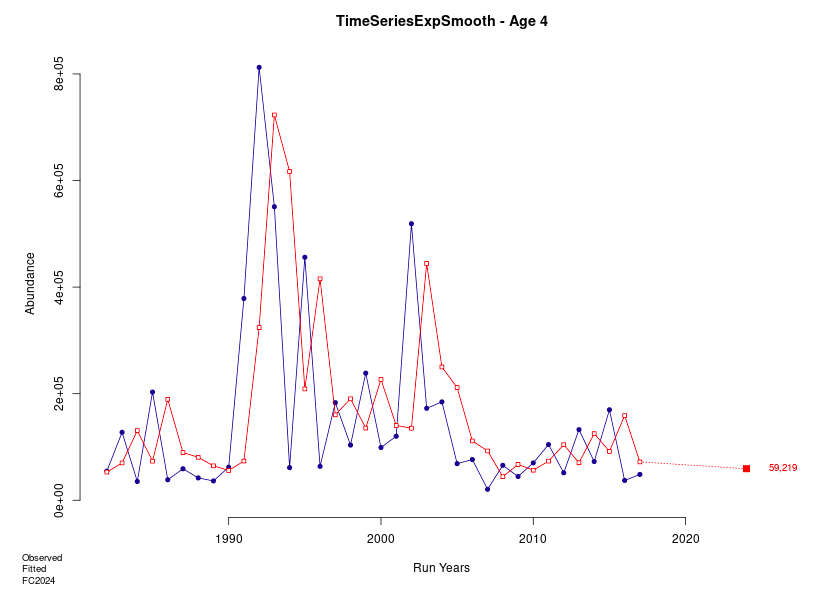 TimeSeriesExpSmooth - Age 4
Abundance
8e+05
6e+05
4e+05
2e+05
0e+00
59,219
1990
2000
2010
2020
Run Years
Observed
Fitted
FC2024